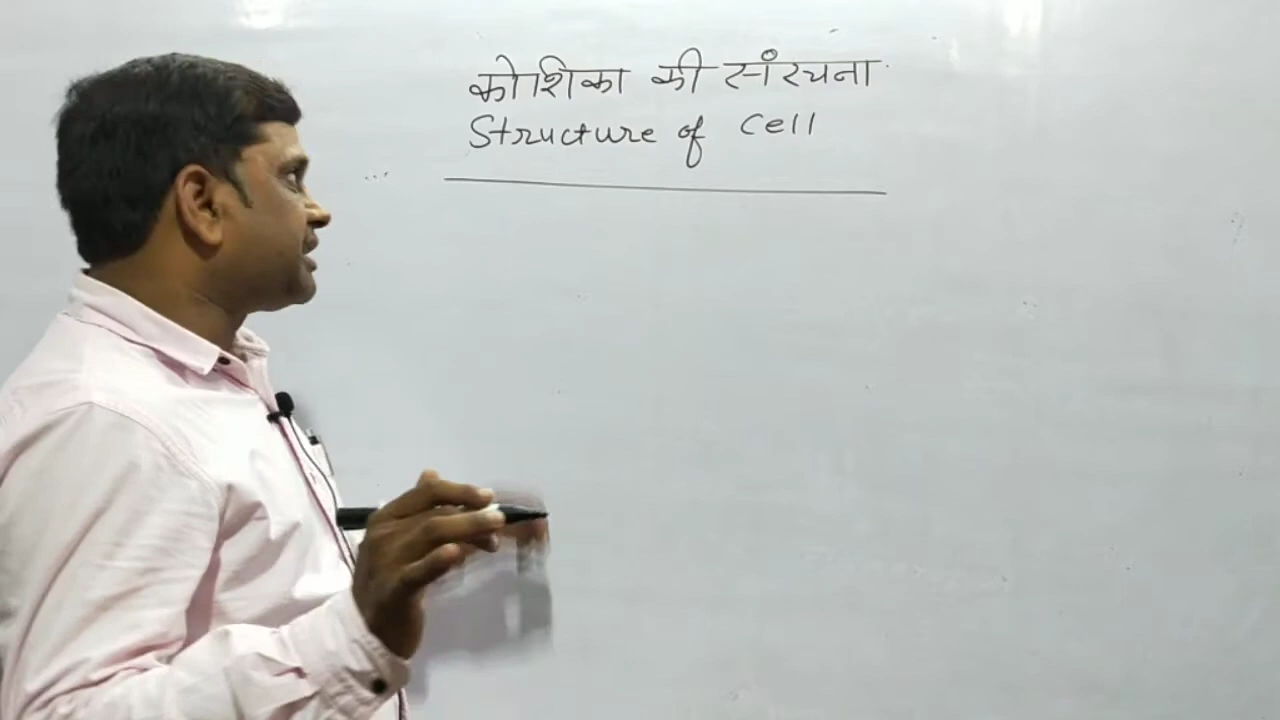 कोशिका की संरचना
Structure of Cell